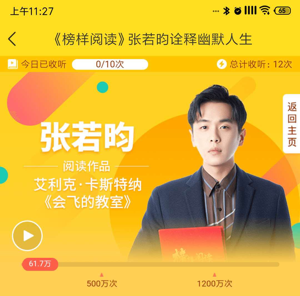 上午11:27
65
《榜样阅读》张若昀诠释幽默人生
今日已收听 0/10次 总计收听：12次
张若昀
阅读作品
艾利克·卡斯特纳
《会飞的教室》
返回主页
61.7万
500万次 1200万次